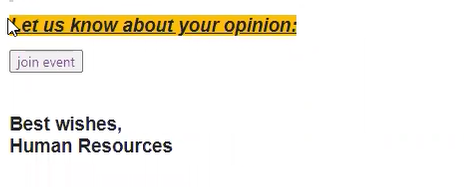 Let us know about your opinion:
join event
Best wishes,
Human Resources